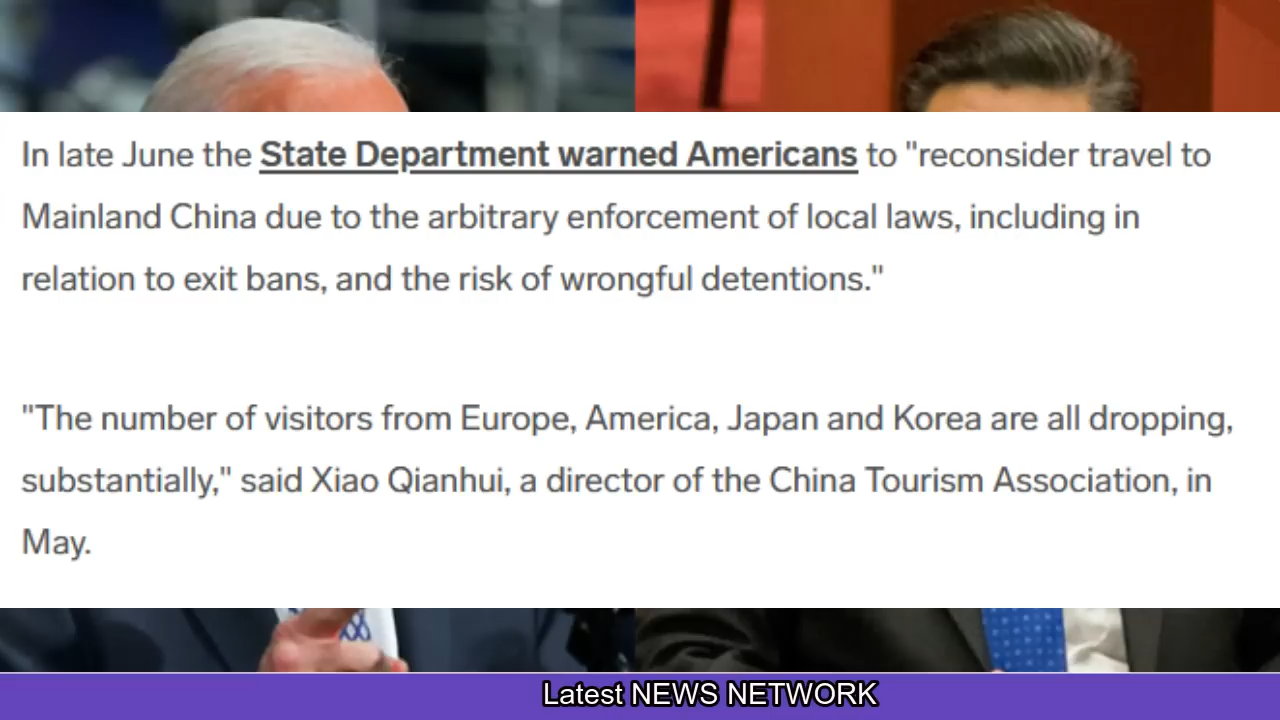 In late June the State Department warned Americans to "reconsider travel to
Mainland China due to the arbitrary enforcement of local laws, including in
relation to exit bans, and the risk of wrongful detentions."
"The number of visitors from Europe, America, Japan and Korea are all dropping,
substantially," said Xiao Qianhui, a director of the China Tourism Association, in
May.
Latest NEWS NETWORK